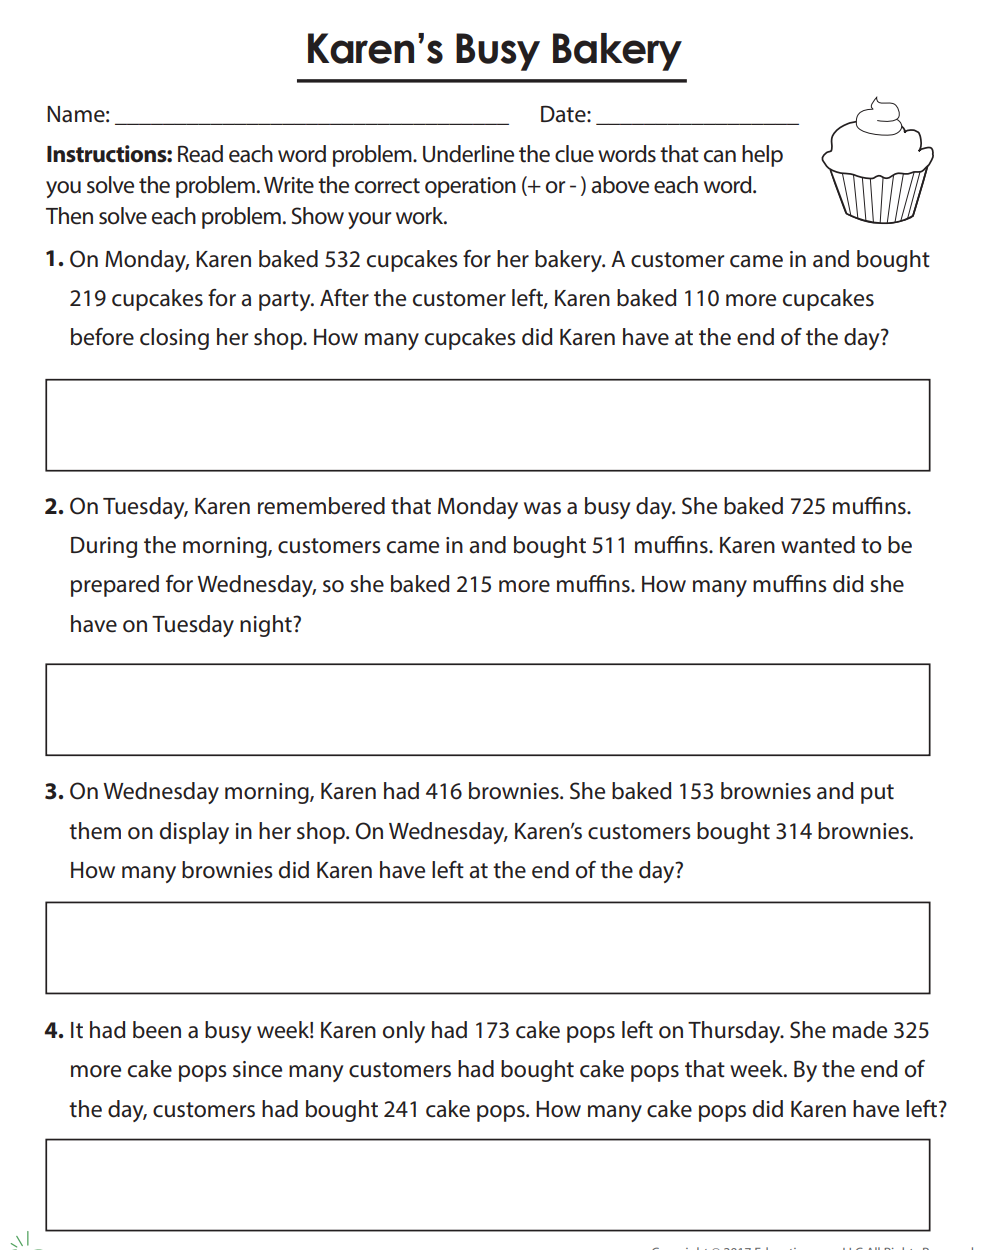 Karen’s Busy Bakery
Name: _________________________________ Date: _________________
Instructions: Read each word problem. Underline the clue words that can help
you solve the problem. Write the correct operation (+ or - ) above each word.
Then solve each problem. Show your work.
1. On Monday, Karen baked 532 cupcakes for her bakery. A customer came in and bought
219 cupcakes for a party. After the customer left, Karen baked 110 more cupcakes
before closing her shop. How many cupcakes did Karen have at the end of the day?
2. On Tuesday, Karen remembered that Monday was a busy day. She baked 725 muffins.
During the morning, customers came in and bought 511 muffins. Karen wanted to be
prepared for Wednesday, so she baked 215 more muffins. How many muffins did she
have on Tuesday night?
3. On Wednesday morning, Karen had 416 brownies. She baked 153 brownies and put
them on display in her shop. On Wednesday, Karen’s customers bought 314 brownies.
How many brownies did Karen have left at the end of the day?
4. It had been a busy week! Karen only had 173 cake pops left on Thursday. She made 325
more cake pops since many customers had bought cake pops that week. By the end of
the day, customers had bought 241 cake pops. How many cake pops did Karen have left?